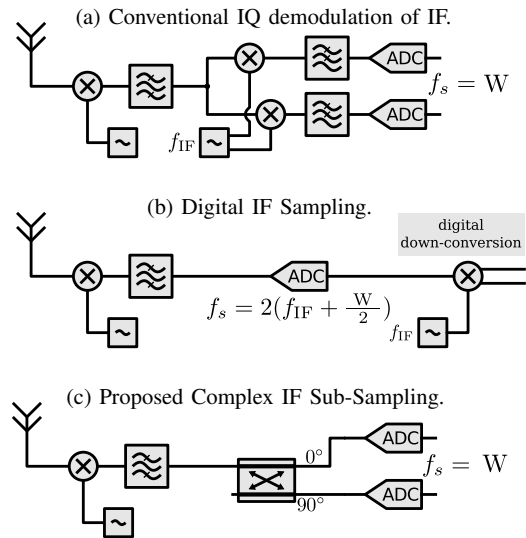 (a) Conventional IQ demodulation of IF.
ADC
f_s = W
f_IF
ADC
(b) Digital IF Sampling.
digital
down-conversion
ADC
f_s = 2(f_IF + W/2)
f_IF
(c) Proposed Complex IF Sub-Sampling.
0°
ADC
f_s = W
90°
ADC